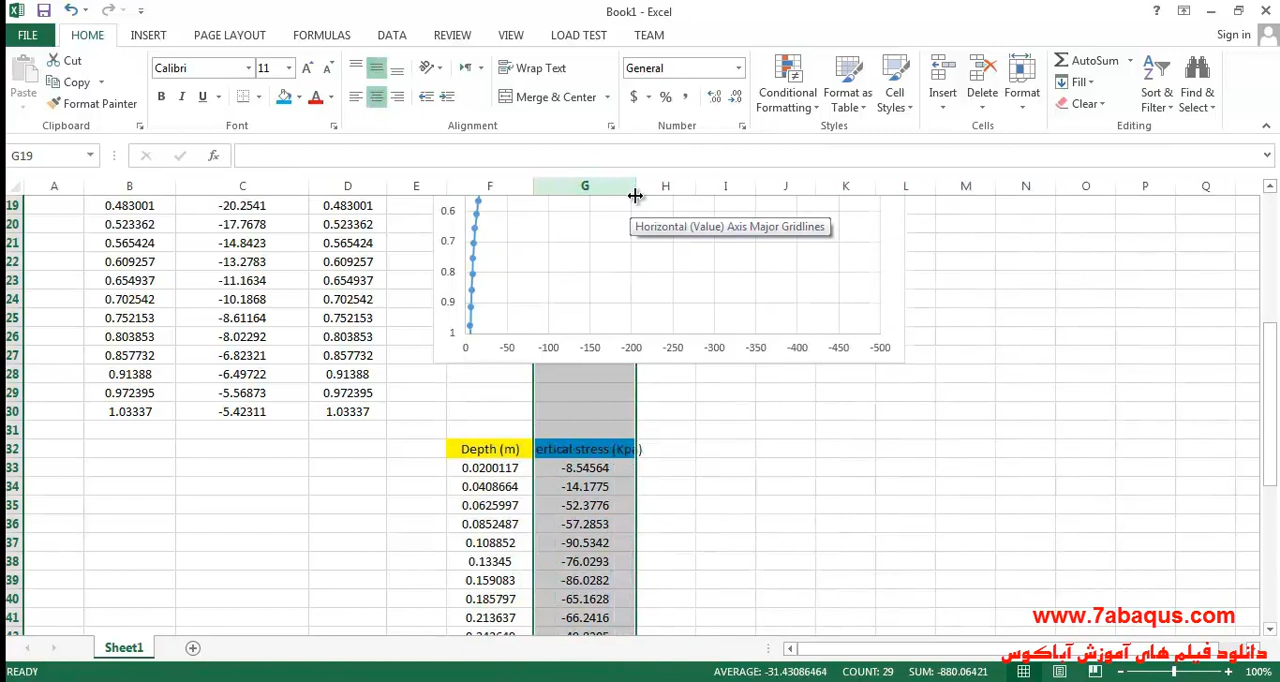 Book1 - Excel
FILE HOME INSERT PAGE LAYOUT FORMULAS DATA REVIEW VIEW LOAD TEST TEAM Sign in
Paste Cut Copy Format Painter Clipboard
Calibri 11 B I U A Font
Wrap Text Merge & Center Alignment
General $ % , Number
Conditional Formatting Format as Table Cell Styles Styles
Insert Delete Format Cells
AutoSum Fill Clear Sort & Filter Find & Select Editing
G19 fx
A B C D E F G H I J K L M N O P Q
19 0.483001 -20.2541 0.483001
20 0.523362 -17.7678 0.523362
21 0.565424 -14.8423 0.565424
22 0.609257 -13.2783 0.609257
23 0.654937 -11.1634 0.654937
24 0.702542 -10.1868 0.702542
25 0.752153 -8.61164 0.752153
26 0.803853 -8.02292 0.803853
27 0.857732 -6.82321 0.857732
28 0.91388 -6.49722 0.91388
29 0.972395 -5.56873 0.972395
30 1.03337 -5.42311 1.03337
0.6
0.7
0.8
0.9
1
0 -50 -100 -150 -200 -250 -300 -350 -400 -450 -500
Horizontal (Value) Axis Major Gridlines
31
32 Depth (m) ertical stress (Kpa)
33 0.0200117 -8.54564
34 0.0408664 -14.1775
35 0.0625997 -52.3776
36 0.0852487 -57.2853
37 0.108852 -90.5342
38 0.13345 -76.0293
39 0.159083 -86.0282
40 0.185797 -65.1628
41 0.213637 -66.2416
www.7abaqus.com
دانلود فیلم های آموزش آباکوس
Sheet1
READY AVERAGE: -31.43086464 COUNT: 29 SUM: -880.06421 100%